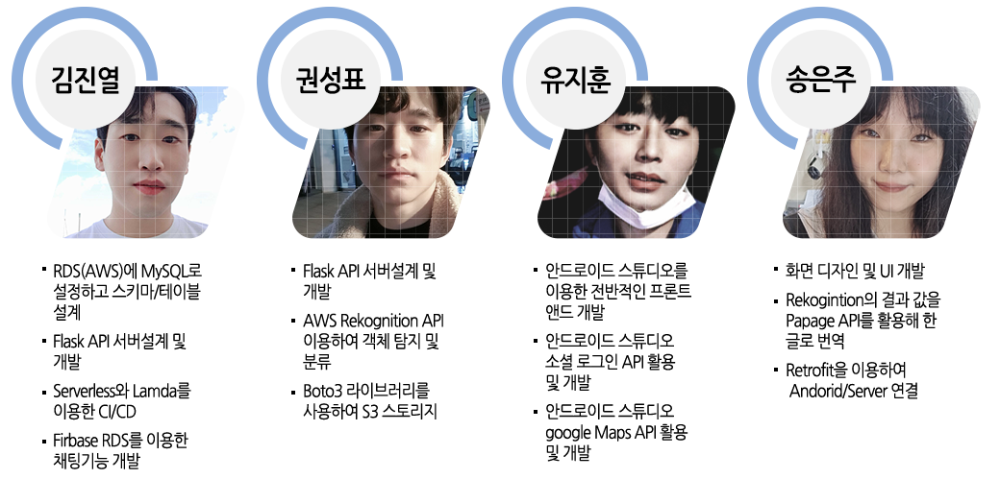 김진열
권성표
유지훈
송은주
RDS(AWS)에 MySQL로
설정하고 스키마/테이블
설계
Flask API 서버설계 및
개발
Serverless와 Lamda를
이용한 CI/CD
Firbase RDS를 이용한
채팅기능 개발
Flask API 서버설계 및
개발
AWS Rekognition API
이용하여 객체 탐지 및
분류
Boto3 라이브러리를
사용하여 S3 스토리지
안드로이드 스튜디오를
이용한 전반적인 프론트
앤드 개발
안드로이드 스튜디오
소셜 로그인 API 활용
및 개발
안드로이드 스튜디오
google Maps API 활용
및 개발
화면 디자인 및 UI 개발
Rekogintion의 결과 값을
Papage API를 활용해 한
글로 번역
Retrofit을 이용하여
Andorid/Server 연결